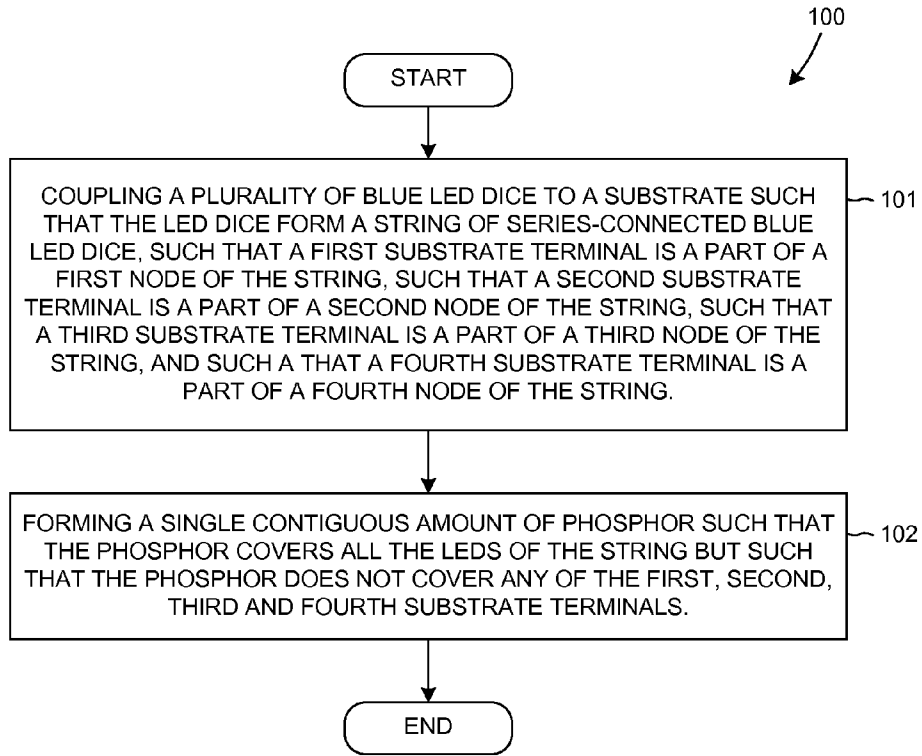 100
START
COUPLING A PLURALITY OF BLUE LED DICE TO A SUBSTRATE SUCH
THAT THE LED DICE FORM A STRING OF SERIES-CONNECTED BLUE
LED DICE, SUCH THAT A FIRST SUBSTRATE TERMINAL IS A PART OF A
FIRST NODE OF THE STRING, SUCH THAT A SECOND SUBSTRATE
TERMINAL IS A PART OF A SECOND NODE OF THE STRING, SUCH THAT
A THIRD SUBSTRATE TERMINAL IS A PART OF A THIRD NODE OF THE
STRING, AND SUCH A THAT A FOURTH SUBSTRATE TERMINAL IS A
PART OF A FOURTH NODE OF THE STRING.
101
FORMING A SINGLE CONTIGUOUS AMOUNT OF PHOSPHOR SUCH THAT
THE PHOSPHOR COVERS ALL THE LEDS OF THE STRING BUT SUCH
THAT THE PHOSPHOR DOES NOT COVER ANY OF THE FIRST, SECOND,
THIRD AND FOURTH SUBSTRATE TERMINALS.
102
END